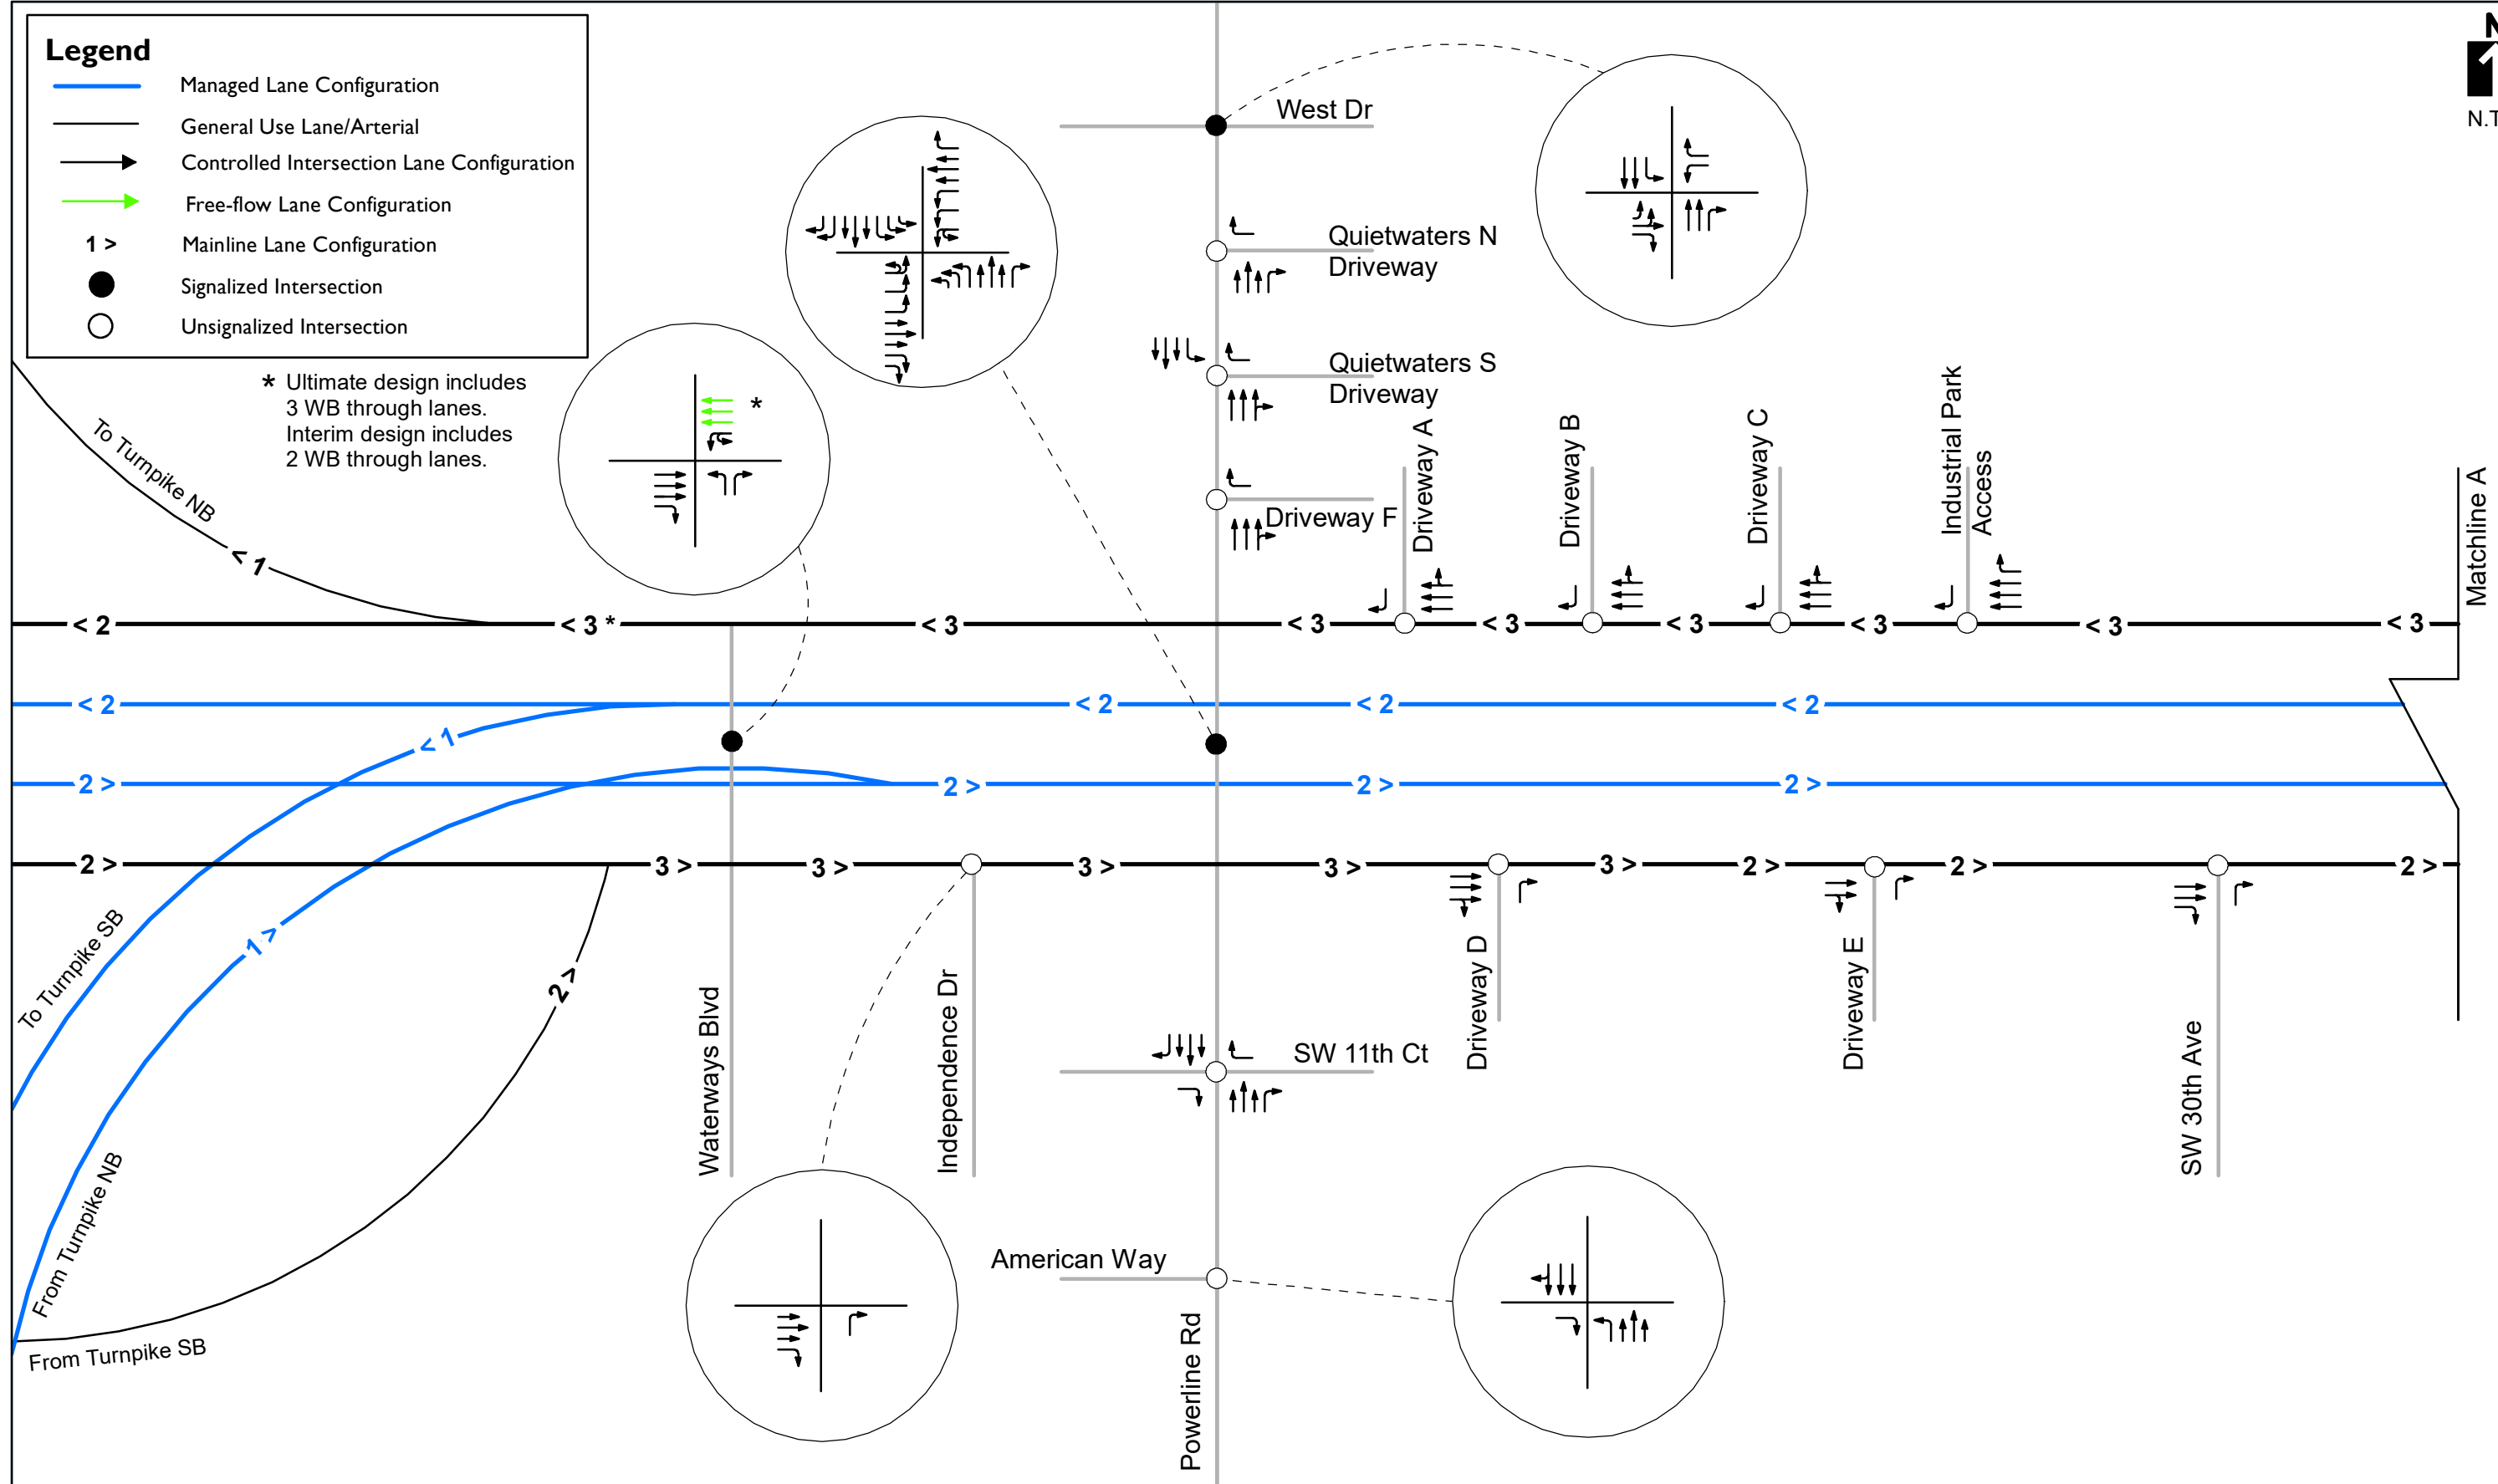 Legend
Managed Lane Configuration
General Use Lane/Arterial
Controlled Intersection Lane Configuration
Free-flow Lane Configuration
1 > Mainline Lane Configuration
Signalized Intersection
Unsignalized Intersection
* Ultimate design includes
3 WB through lanes.
Interim design includes
2 WB through lanes.
*
West Dr
Quietwaters N
Driveway
Quietwaters S
Driveway
Driveway F
Driveway A
Driveway B
Driveway C
Industrial Park
Access
Matchline A
To Turnpike NB
< 1
< 2
< 3 *
< 3
< 3
< 3
< 3
< 3
< 3
< 3
< 2
< 2
< 2
< 2
< 1
2 >
2 >
2 >
2 >
2 >
3 >
3 >
3 >
3 >
3 >
2 >
2 >
2 >
To Turnpike SB
1 >
2 >
From Turnpike NB
From Turnpike SB
Waterways Blvd
Independence Dr
SW 11th Ct
American Way
Powerline Rd
Driveway D
Driveway E
SW 30th Ave